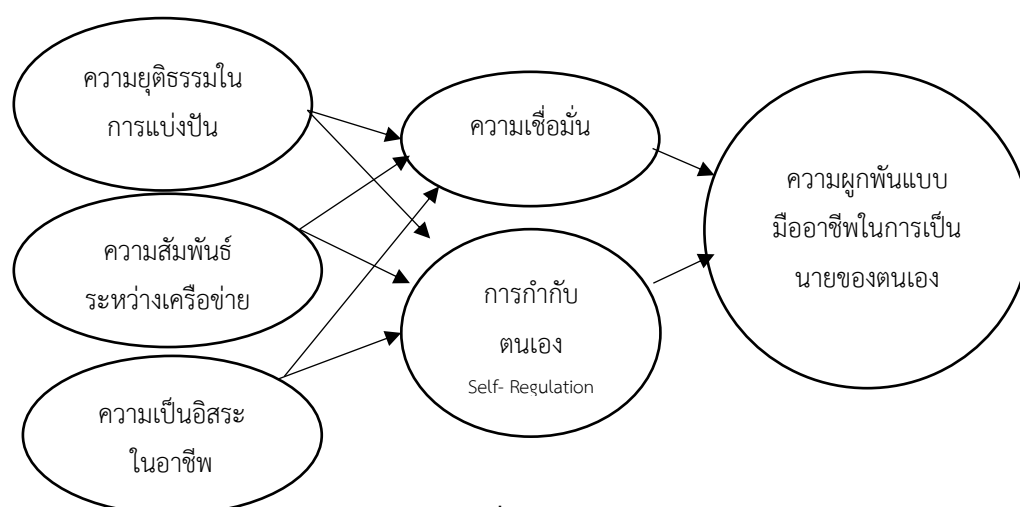 ความยุติธรรมใน
การแบ่งปัน
ความสัมพันธ์
ระหว่างเครือข่าย
ความเป็นอิสระ
ในอาชีพ
ความเชื่อมั่น
การกำกับ
ตนเอง
Self- Regulation
ความผูกพันแบบ
มืออาชีพในการเป็น
นายของตนเอง